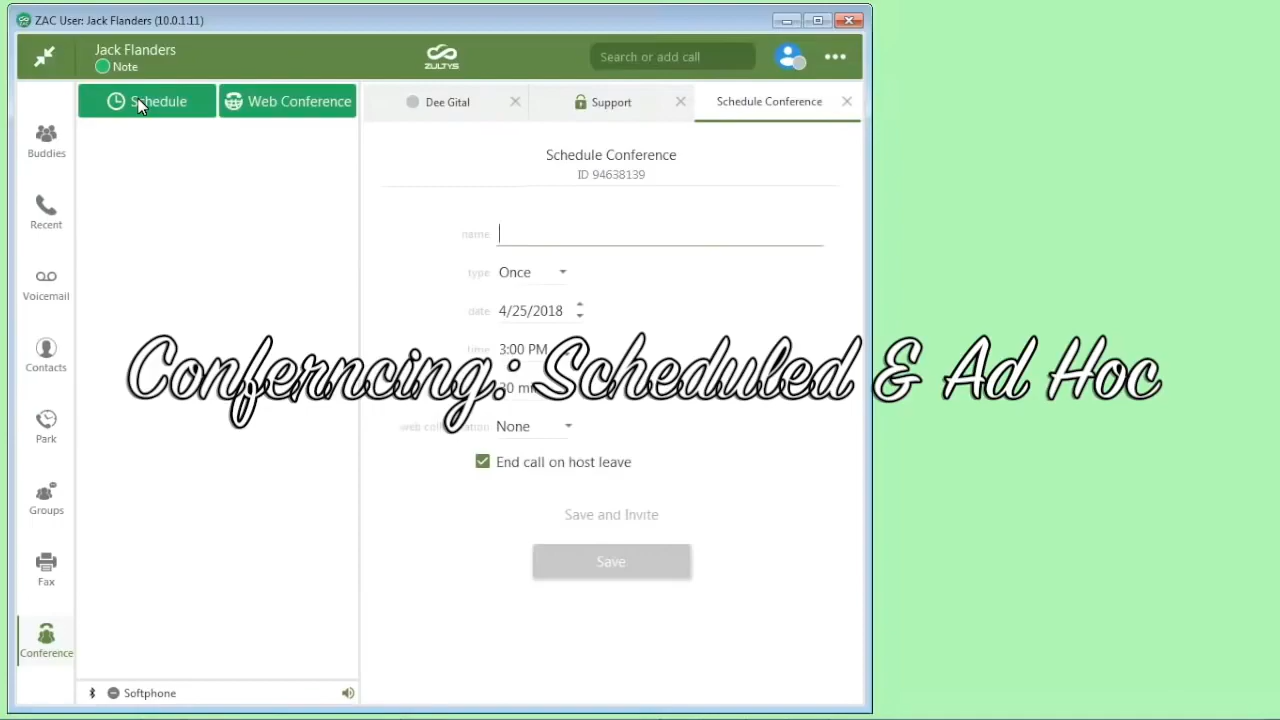 ZAC User: Jack Flanders (10.0.1.11)
Jack Flanders
Note
ZULTYS
Search or add call
Schedule
Web Conference
Dee Gital
Support
Schedule Conference
Buddies
Recent
Voicemail
Contacts
Park
Groups
Fax
Conference
Schedule Conference
ID 94638139
name
type Once
date 4/25/2018
time 3:00 PM
Conferncing: Scheduled & Ad Hoc
None
End call on host leave
Save and Invite
Save
Softphone